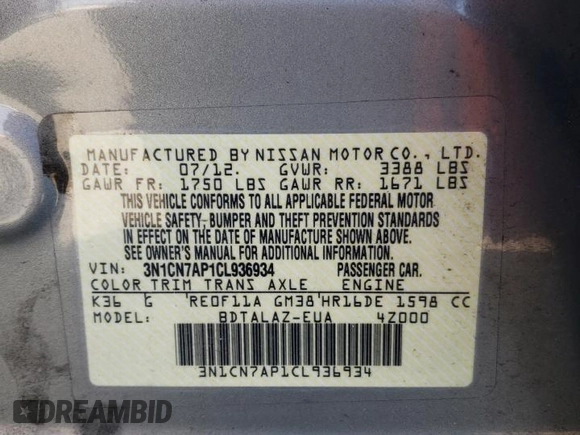 MANUFACTURED BY NISSAN MOTOR CO., LTD.
DATE: 07/12. GVWR: 3388 LBS
GAWR FR: 1750 LBS GAWR RR: 1671 LBS
THIS VEHICLE CONFORMS TO ALL APPLICABLE FEDERAL MOTOR
VEHICLE SAFETY, BUMPER AND THEFT PREVENTION STANDARDS
IN EFFECT ON THE DATE OF MANUFACTURE SHOWN ABOVE.
SEE OWNER'S MANUAL FOR ADDITIONAL INFORMATION.
VIN: 3N1CN7AP1CL936934 PASSENGER CAR.
COLOR TRIM TRANS AXLE ENGINE
K36 G RE0F11A GM38 HR16DE 1598 CC
MODEL: BDTALAZ-EUA 4Z000
3N1CN7AP1CL936934
DREAMBID